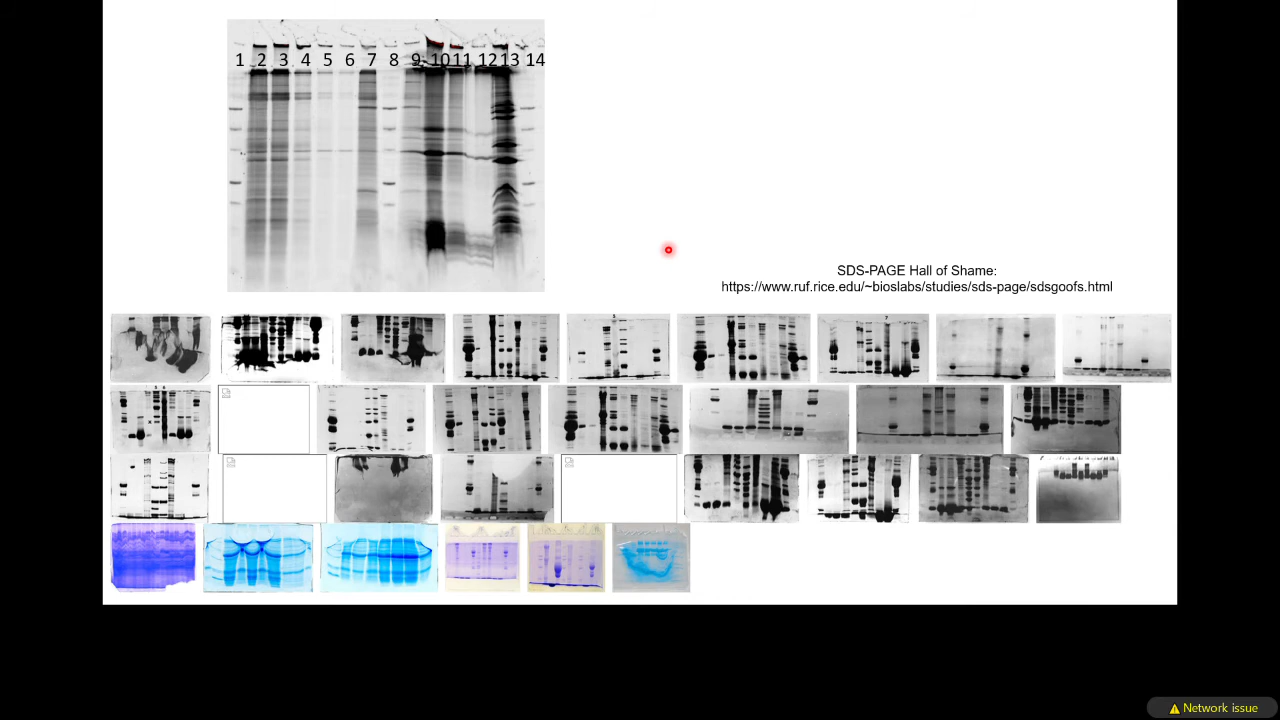 1 2 3 4 5 6 7 8 9 10 11 12 13 14
SDS-PAGE Hall of Shame:
https://www.ruf.rice.edu/~bioslabs/studies/sds-page/sdsgoofs.html
Network issue